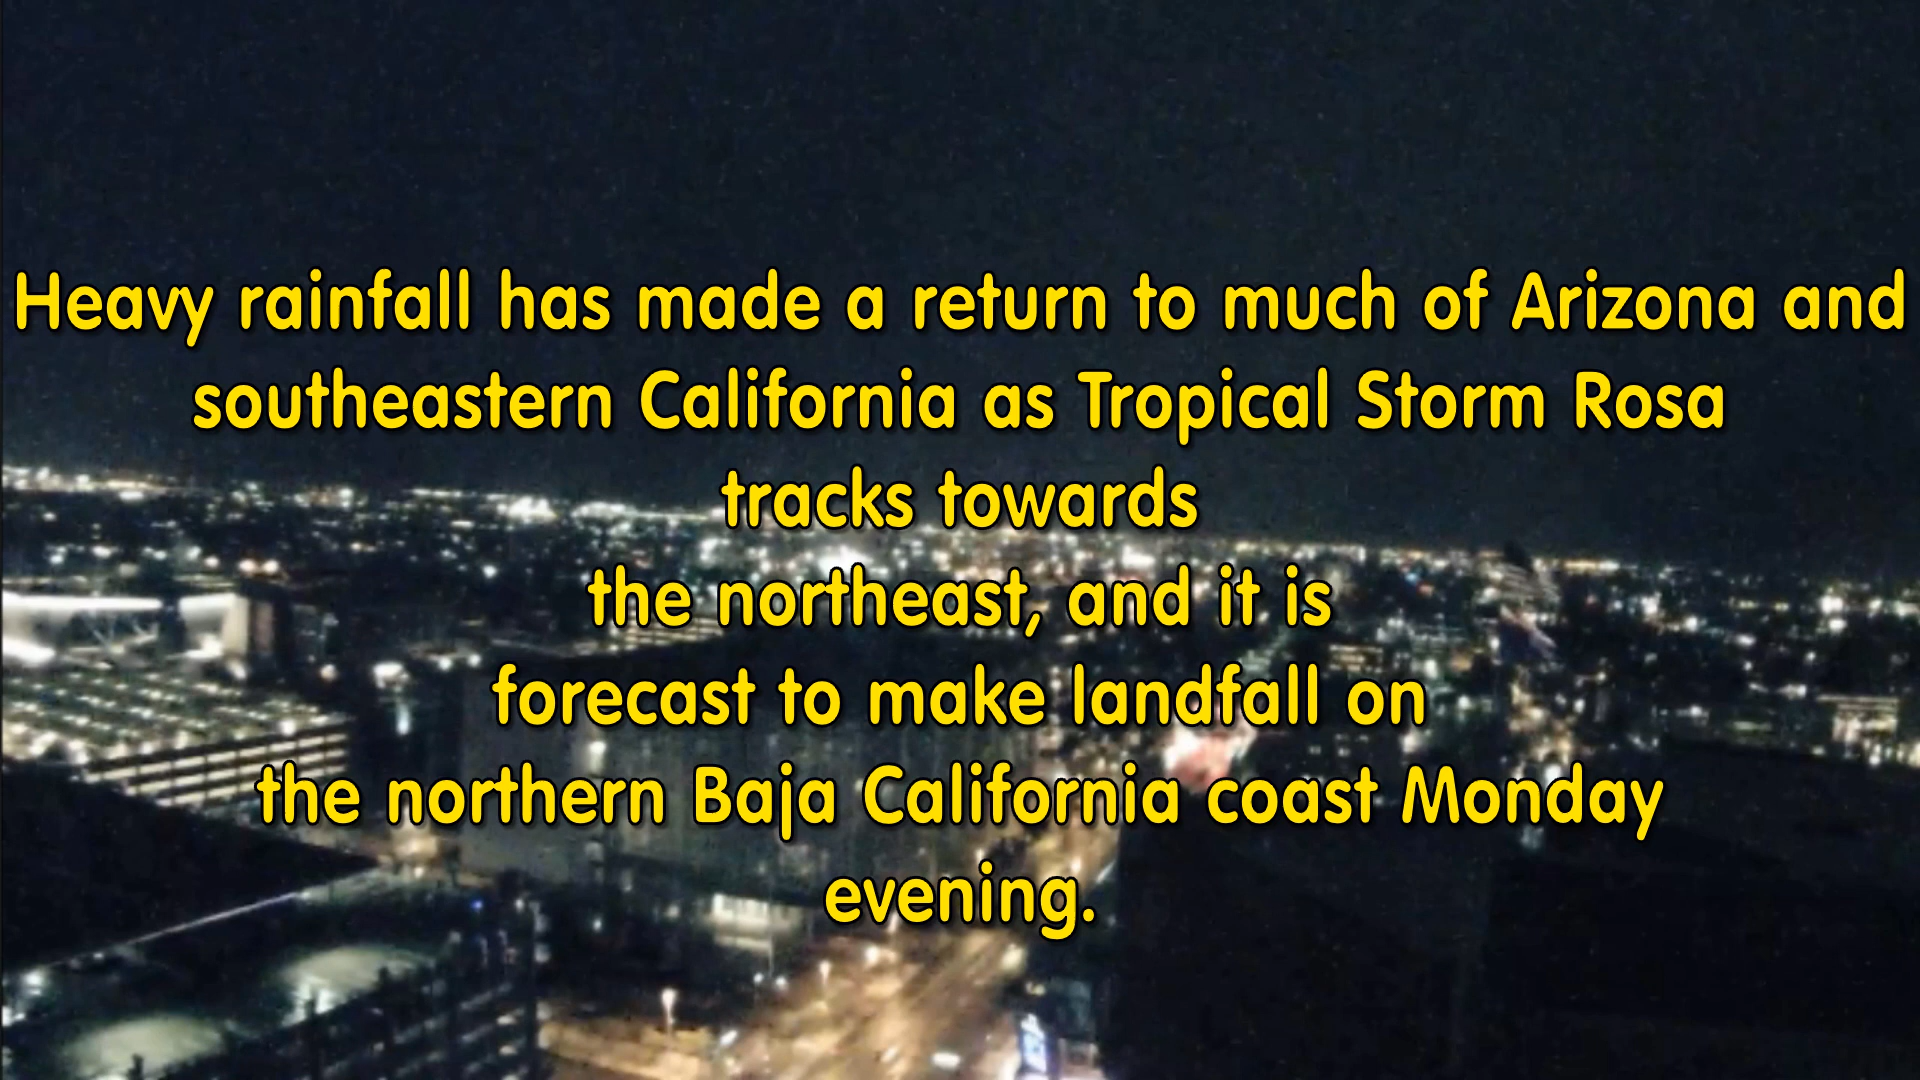 Heavy rainfall has made a return to much of Arizona and
southeastern California as Tropical Storm Rosa
tracks towards
the northeast, and it is
forecast to make landfall on
the northern Baja California coast Monday
evening.